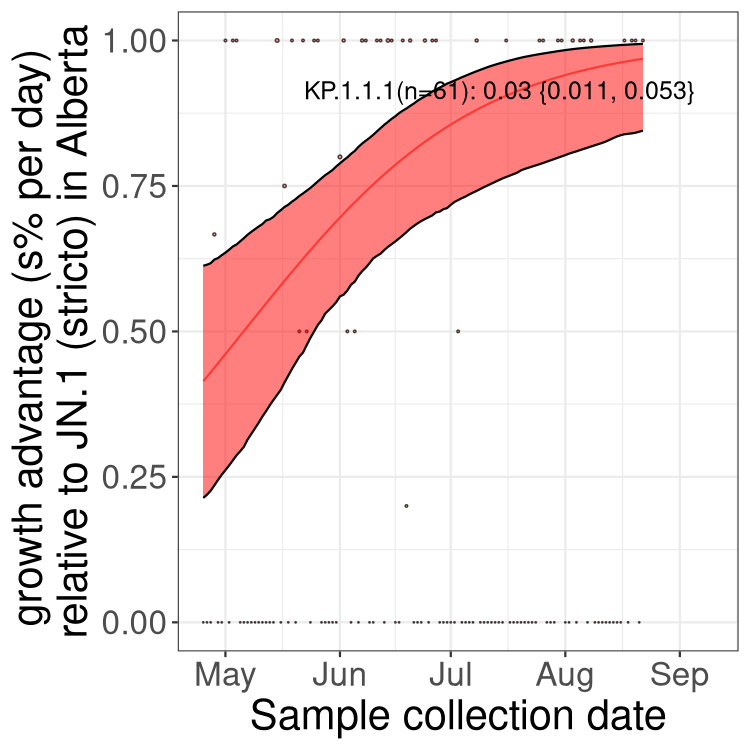 growth advantage (s% per day)
relative to JN.1 (stricto) in Alberta
1.00
0.75
0.50
0.25
0.00
KP.1.1.1(n=61): 0.03 {0.011, 0.053}
May Jun Jul Aug Sep
Sample collection date